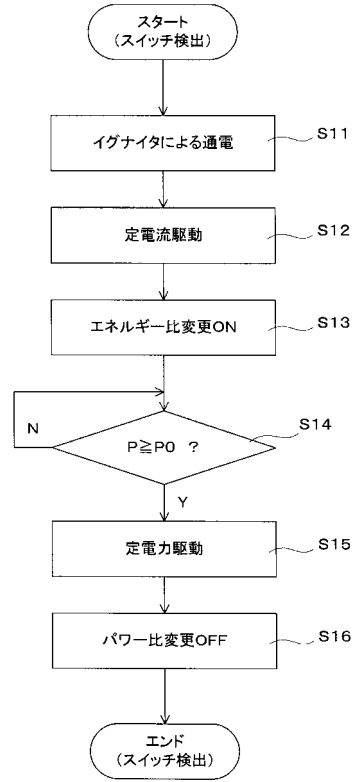 スタート
(スイッチ検出)
イグナイタによる通電
S11
定電流駆動
S12
エネルギー比変更ON
S13
P≧P0 ?
S14
N
Y
定電力駆動
S15
パワー比変更OFF
S16
エンド
(スイッチ検出)